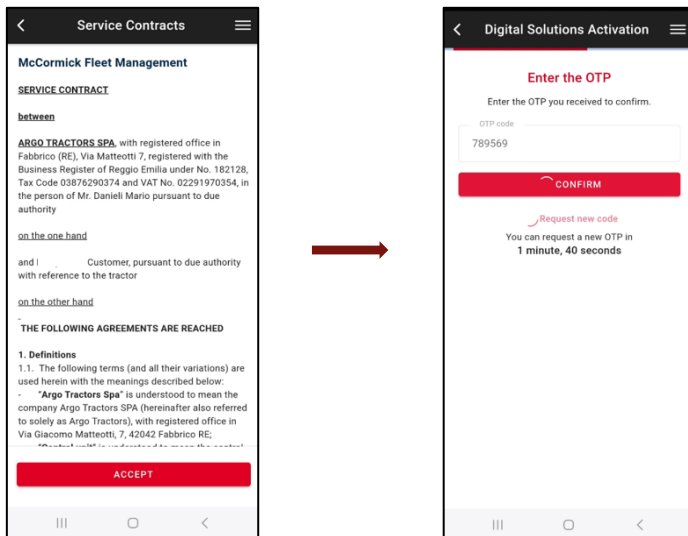 Service Contracts
McCormick Fleet Management
SERVICE CONTRACT
between
ARGO TRACTORS SPA, with registered office in
Fabbrico (RE), Via Matteotti 7, registered with the
Business Register of Reggio Emilia under No. 182128,
Tax Code 03876290374 and VAT No. 02291970354, in
the person of Mr. Danieli Mario pursuant to due
authority
on the one hand
and Customer, pursuant to due authority
with reference to the tractor
on the other hand
THE FOLLOWING AGREEMENTS ARE REACHED
1. Definitions
1.1. The following terms (and all their variations) are
used herein with the meanings described below:
- "Argo Tractors Spa" is understood to mean the
company Argo Tractors SPA (hereinafter also referred
to solely as Argo Tractors), with registered office in
Via Giacomo Matteotti, 7, 42042 Fabbrico RE;
"Control unit" is understood to mean the control
ACCEPT
Digital Solutions Activation
Enter the OTP
Enter the OTP you received to confirm.
OTP code
789569
CONFIRM
Request new code
You can request a new OTP in
1 minute, 40 seconds